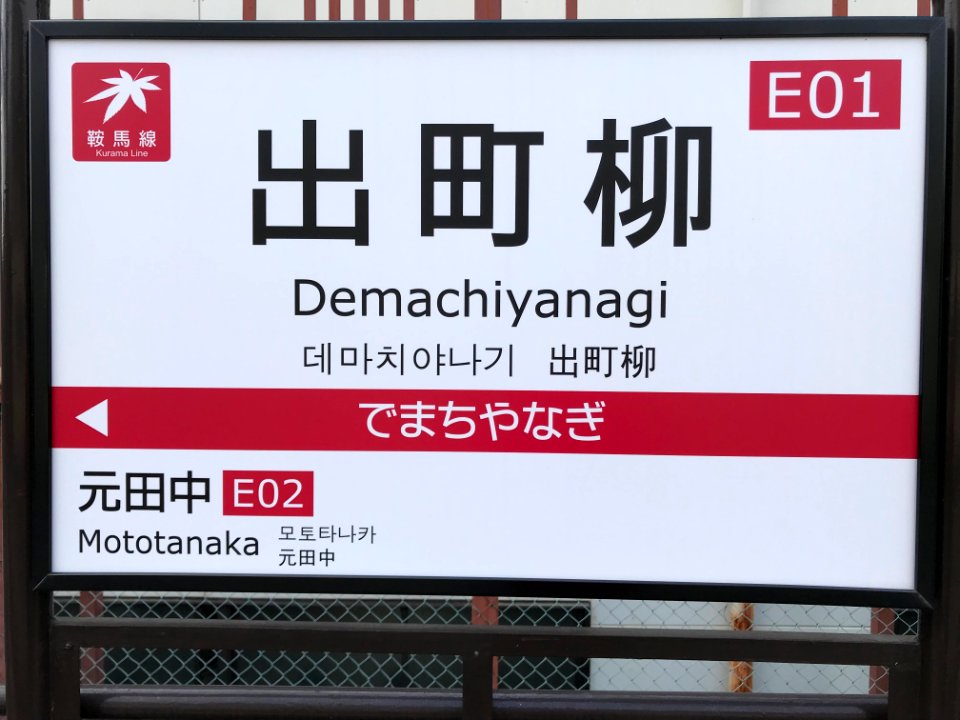 鞍馬線
Kurama Line
E01
出町柳
Demachiyanagi
데마치야나기 出町柳
でまちやなぎ
元田中 E02
Mototanaka
모토타나카
元田中